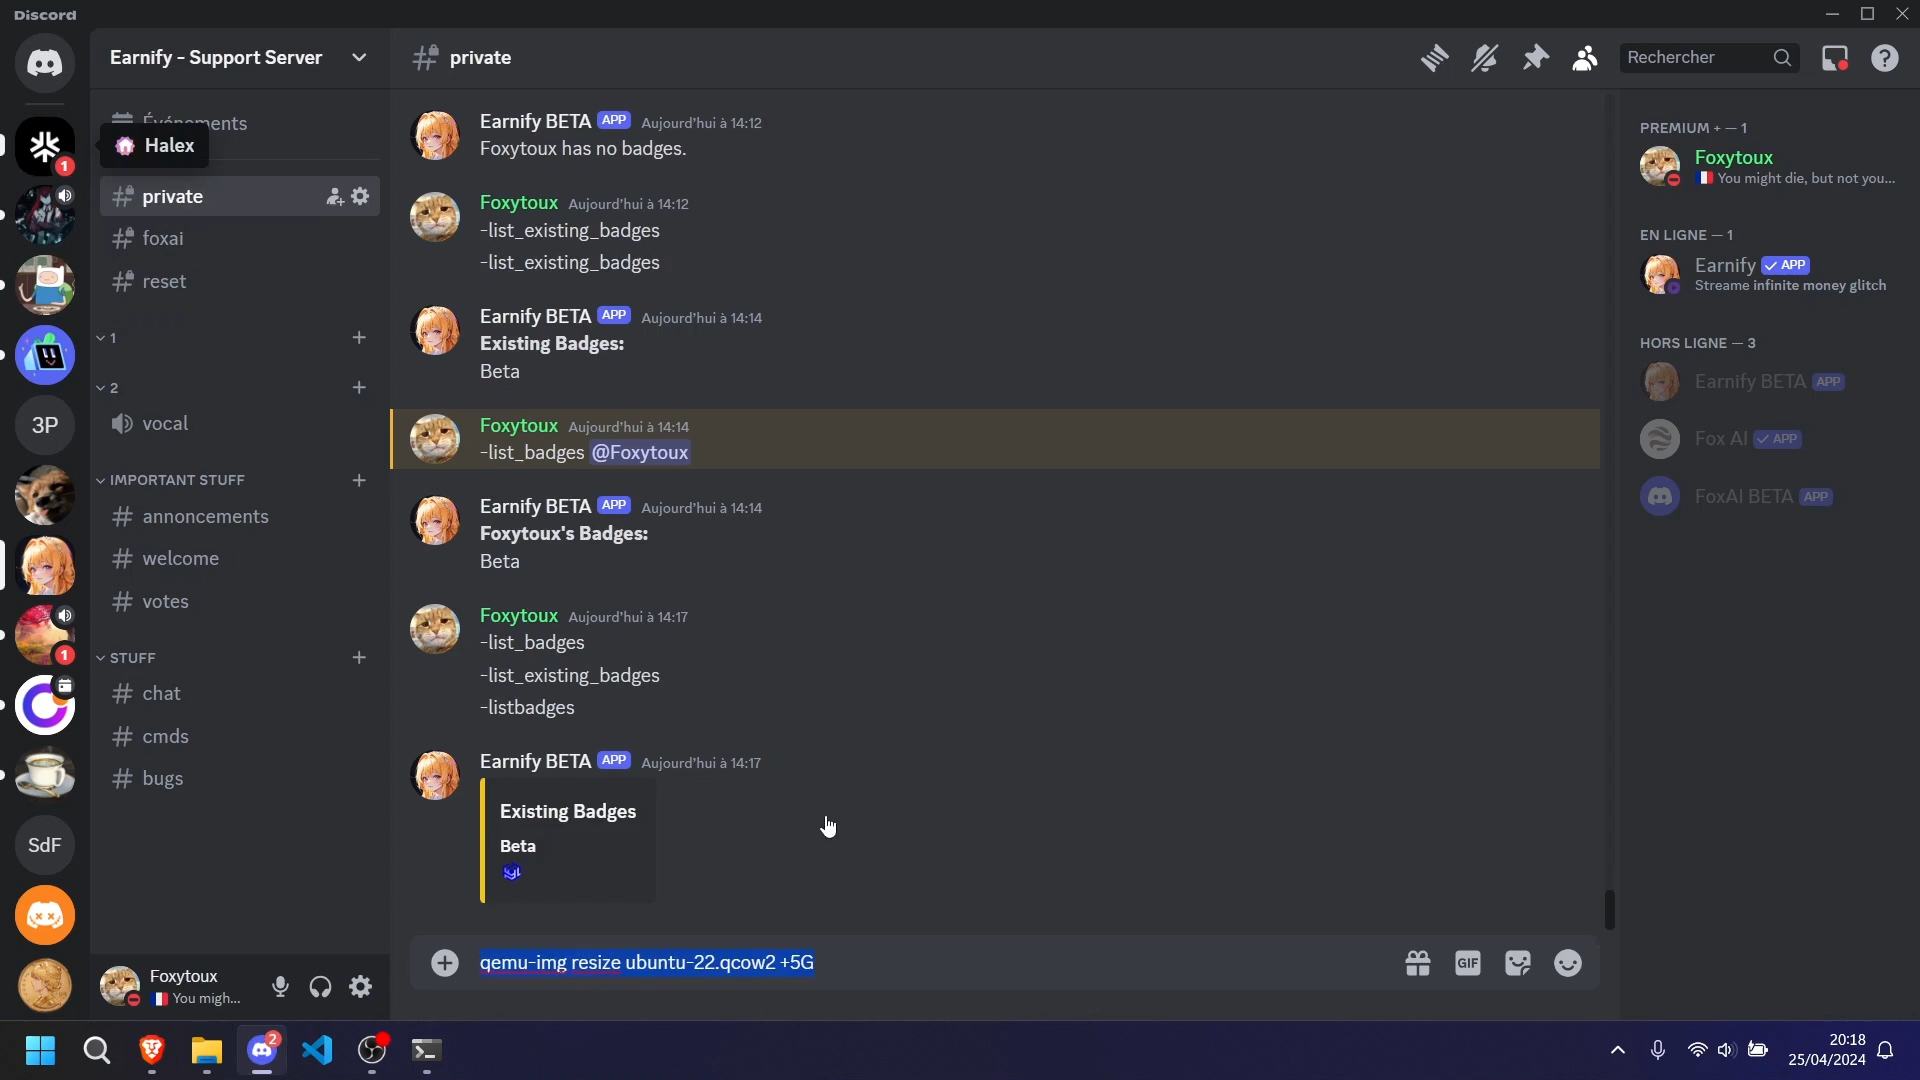 Discord
Earnify - Support Server
private
Rechercher
Halex
1
private
foxai
reset
1
2
vocal
IMPORTANT STUFF
annoncements
welcome
votes
STUFF
chat
cmds
bugs
3P
1
SdF
Foxytoux
You migh...
Earnify BETA APP Aujourd'hui à 14:12
Foxytoux has no badges.
Foxytoux Aujourd'hui à 14:12
-list_existing_badges
-list_existing_badges
Earnify BETA APP Aujourd'hui à 14:14
Existing Badges:
Beta
Foxytoux Aujourd'hui à 14:14
-list_badges @Foxytoux
Earnify BETA APP Aujourd'hui à 14:14
Foxytoux's Badges:
Beta
Foxytoux Aujourd'hui à 14:17
-list_badges
-list_existing_badges
-listbadges
Earnify BETA APP Aujourd'hui à 14:17
Existing Badges
Beta
qemu-img resize ubuntu-22.qcow2 +5G
GIF
PREMIUM + — 1
Foxytoux
You might die, but not you...
EN LIGNE — 1
Earnify APP
Streame infinite money glitch
HORS LIGNE — 3
Earnify BETA APP
Fox AI APP
FoxAI BETA APP
2
20:18
25/04/2024